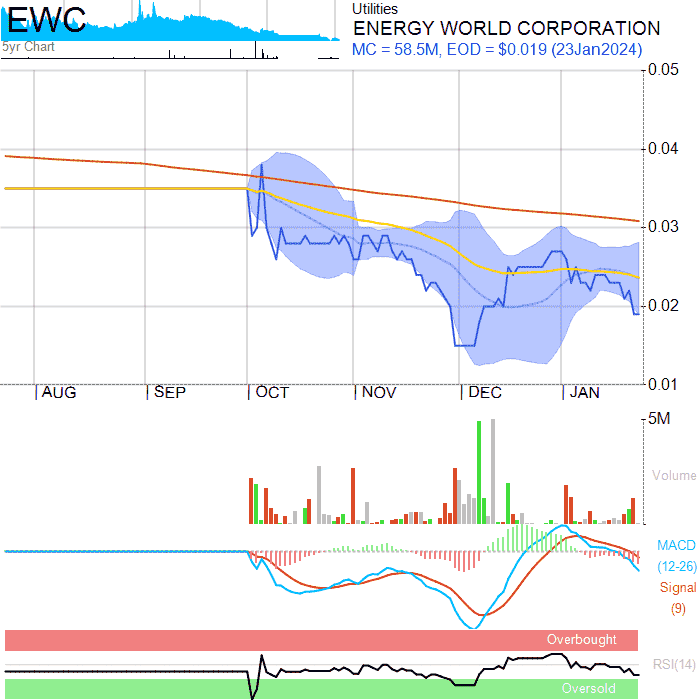 EWC
5yr Chart
Utilities
ENERGY WORLD CORPORATION
MC = 58.5M, EOD = $0.019 (23Jan2024)
0.05
0.04
0.03
0.02
0.01
AUG SEP OCT NOV DEC JAN
5M
Volume
MACD
(12-26)
Signal
(9)
Overbought
RSI(14)
Oversold